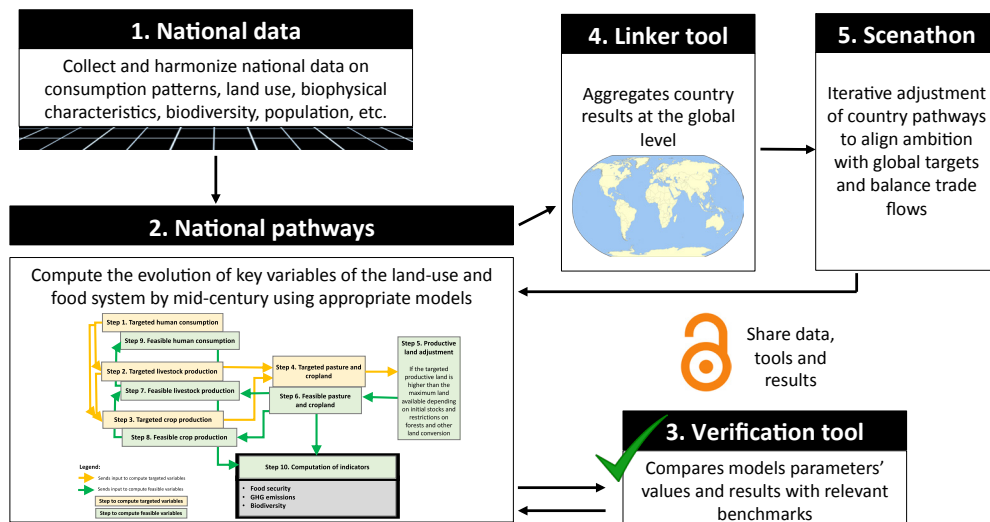 1. National data
Collect and harmonize national data on
consumption patterns, land use, biophysical
characteristics, biodiversity, population, etc.
2. National pathways
Compute the evolution of key variables of the land-use and
food system by mid-century using appropriate models
Step 1. Targeted human consumption
Step 9. Feasible human consumption
Step 2. Targeted livestock production
Step 7. Feasible livestock production
Step 3. Targeted crop production
Step 8. Feasible crop production
Step 4. Targeted pasture and
cropland
Step 6. Feasible pasture
and cropland
Step 5. Productive
land adjustment
If the targeted
productive land is
higher than the
maximum land
available depending
on initial stocks and
restrictions on
forests and other
land conversion
Step 10. Computation of indicators
• Food security
• GHG emissions
• Biodiversity
Legend:
Sends input to compute targeted variables
Sends input to compute feasible variables
Step to compute targeted variables
Step to compute feasible variables
4. Linker tool
Aggregates country
results at the global
level
5. Scenathon
Iterative adjustment
of country pathways
to align ambition
with global targets
and balance trade
flows
Share data,
tools and
results
3. Verification tool
Compares models parameters’
values and results with relevant
benchmarks